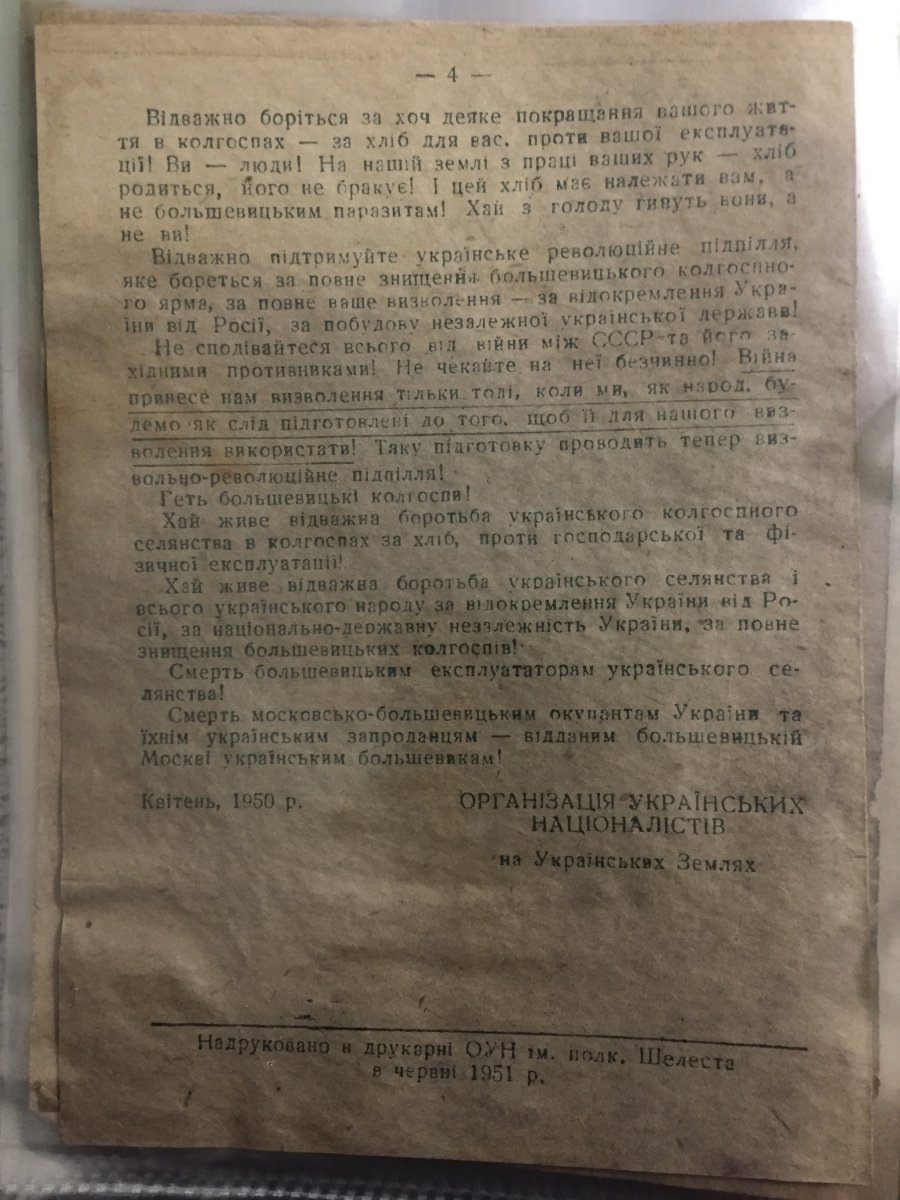 — 4 —
Відважно боріться за хоч деяке покращання вашого жит-
тя в колгоспах — за хліб для вас, проти вашої експлуата-
ції! Ви — люди! На нашій землі з праці ваших рук — хліб
родиться, його не бракує! І цей хліб має належати вам, а
не большевицьким паразитам! Хай з голоду гинуть вони, а
не ви!
Відважно підтримуйте українське революційне підпілля,
яке бореться за повне знищення большевицького колгоспно-
го ярма, за повне ваше визволення — за відокремлення Укра-
їни від Росії, за побудову незалежної української держави!
Не сподівайтеся всього від війни між СССР та його за-
хідними противниками! Не чекайте на неї безчинно! Війна
принесе нам визволення тільки тоді, коли ми, як народ, бу-
демо як слід підготовлені до того, щоб її для нашого виз-
волення використати! Таку підготовку проводить тепер виз-
вольно-революційне підпілля!
Геть большевицькі колгоспи!
Хай живе відважна боротьба українського колгоспного
селянства в колгоспах за хліб, проти господарської та фі-
зичної експлуатації!
Хай живе відважна боротьба українського селянства і
всього українського народу за відокремлення України від Ро-
сії, за національно-державну незалежність України, за повне
знищення большевицьких колгоспів!
Смерть большевицьким експлуататорам українського се-
лянства!
Смерть московсько-большевицьким окупантам України та
їхнім українським запроданцям — відданим большевицькій
Москві українським большевикам!
Квітень, 1950 р.
ОРГАНІЗАЦІЯ УКРАЇНСЬКИХ
НАЦІОНАЛІСТІВ
на Українських Землях
Надруковано в друкарні ОУН ім. полк. Шелеста
в червні 1951 р.